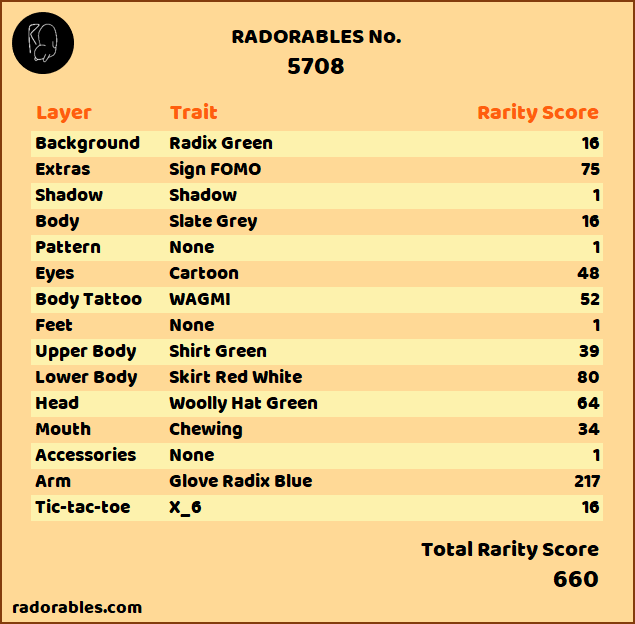 RADORABLES No.
5708
Layer Trait Rarity Score
Background Radix Green 16
Extras Sign FOMO 75
Shadow Shadow 1
Body Slate Grey 16
Pattern None 1
Eyes Cartoon 48
Body Tattoo WAGMI 52
Feet None 1
Upper Body Shirt Green 39
Lower Body Skirt Red White 80
Head Woolly Hat Green 64
Mouth Chewing 34
Accessories None 1
Arm Glove Radix Blue 217
Tic-tac-toe X_6 16
Total Rarity Score
660
radorables.com